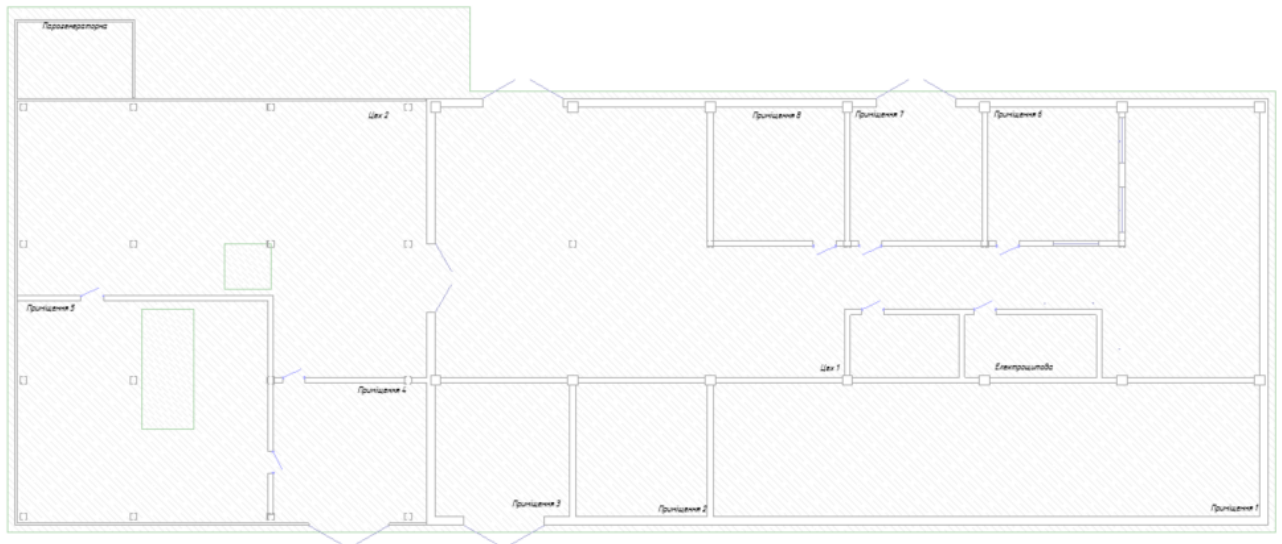 Парогенераторна
Цех 2
Приміщення 8
Приміщення 7
Приміщення 6
Приміщення 5
Цех 1
Електрощитова
Приміщення 4
Приміщення 3
Приміщення 2
Приміщення 1